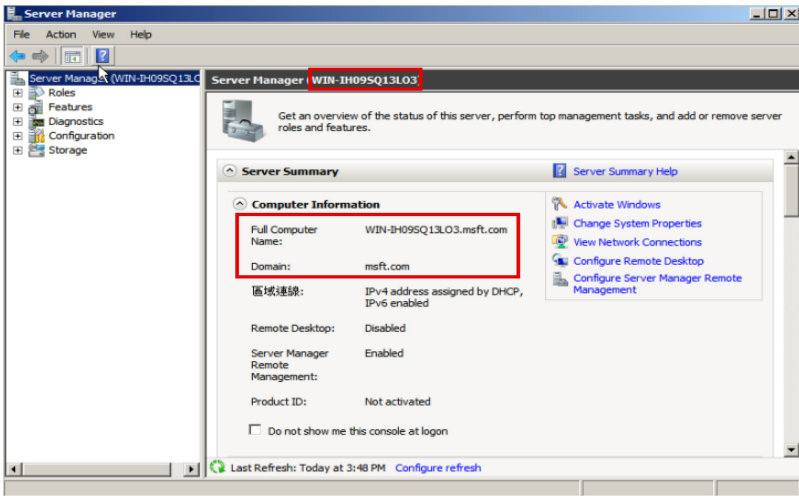 Server Manager
File Action View Help
Server Manager (WIN-IH09SQ13LO
Roles
Features
Diagnostics
Configuration
Storage
Server Manager (WIN-IH09SQ13LO3)
Get an overview of the status of this server, perform top management tasks, and add or remove server
roles and features.
Server Summary
Server Summary Help
Computer Information
Full Computer
Name:
WIN-IH09SQ13LO3.msft.com
Domain:
msft.com
區域連線:
IPv4 address assigned by DHCP,
IPv6 enabled
Remote Desktop:
Disabled
Server Manager
Remote
Management:
Enabled
Product ID:
Not activated
Do not show me this console at logon
Activate Windows
Change System Properties
View Network Connections
Configure Remote Desktop
Configure Server Manager Remote
Management
Last Refresh: Today at 3:48 PM Configure refresh